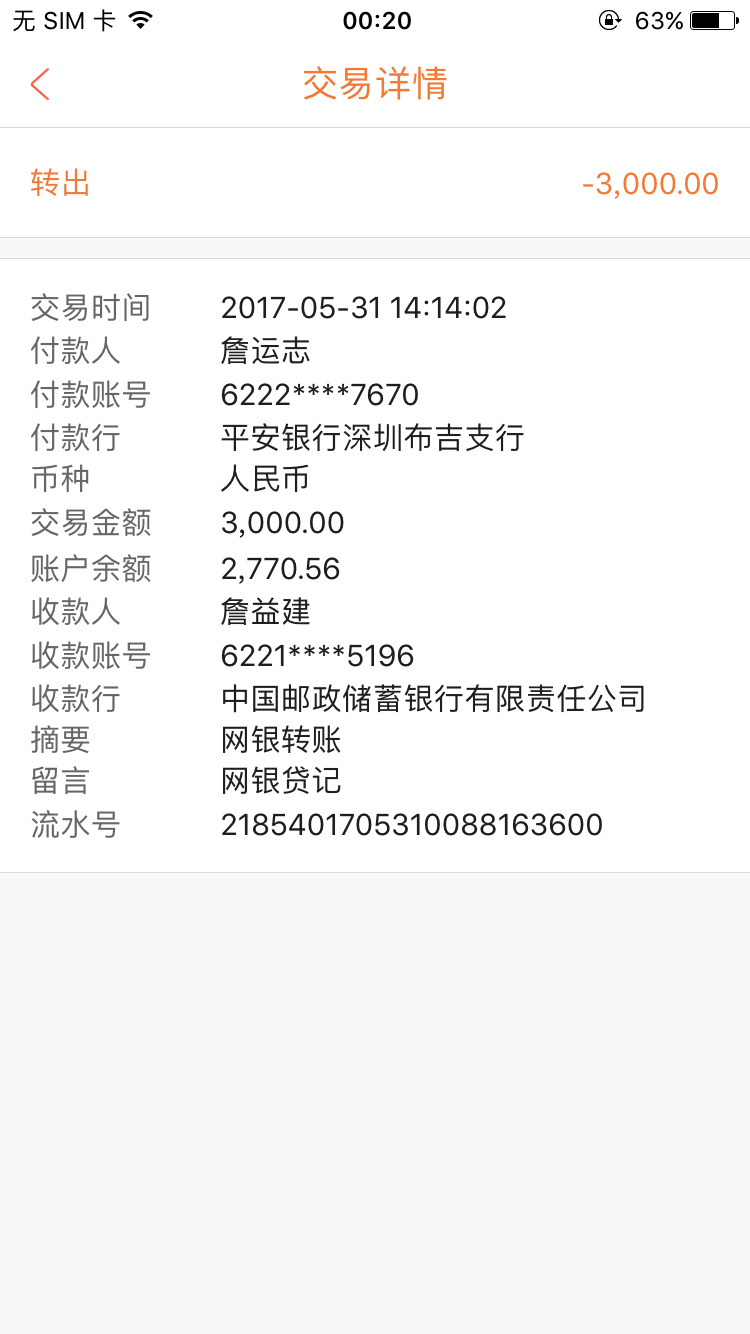 无 SIM 卡 00:20 63%
交易详情
转出 -3,000.00
交易时间 2017-05-31 14:14:02
付款人 詹运志
付款账号 6222****7670
付款行 平安银行深圳布吉支行
币种 人民币
交易金额 3,000.00
账户余额 2,770.56
收款人 詹益建
收款账号 6221****5196
收款行 中国邮政储蓄银行有限责任公司
摘要 网银转账
留言 网银贷记
流水号 2185401705310088163600